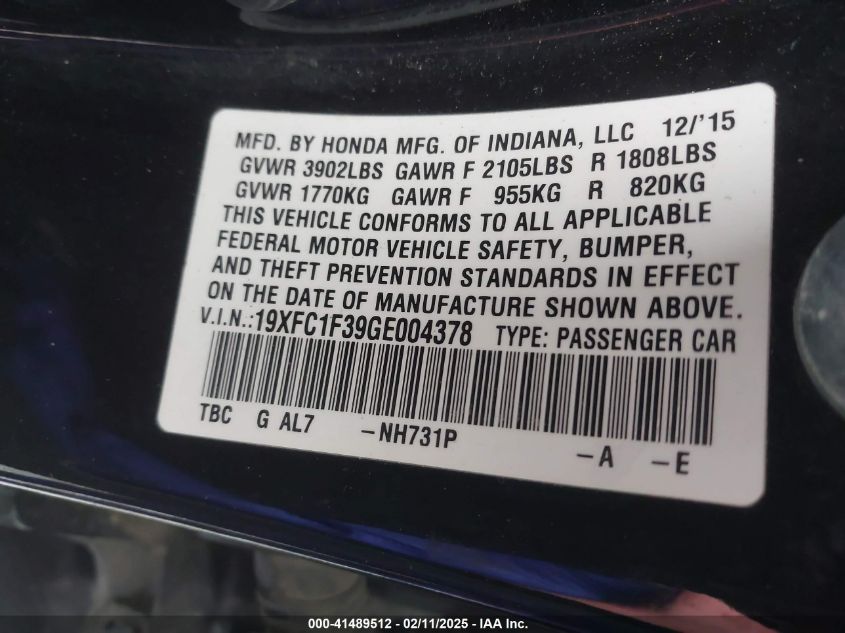 MFD. BY HONDA MFG. OF INDIANA, LLC 12/'15
GVWR 3902LBS GAWR F 2105LBS R 1808LBS
GVWR 1770KG GAWR F 955KG R 820KG
THIS VEHICLE CONFORMS TO ALL APPLICABLE
FEDERAL MOTOR VEHICLE SAFETY, BUMPER,
AND THEFT PREVENTION STANDARDS IN EFFECT
ON THE DATE OF MANUFACTURE SHOWN ABOVE.
V.I.N.:19XFC1F39GE004378 TYPE: PASSENGER CAR
TBC G AL7 -NH731P -A -E
000-41489512 - 02/11/2025 - IAA Inc.